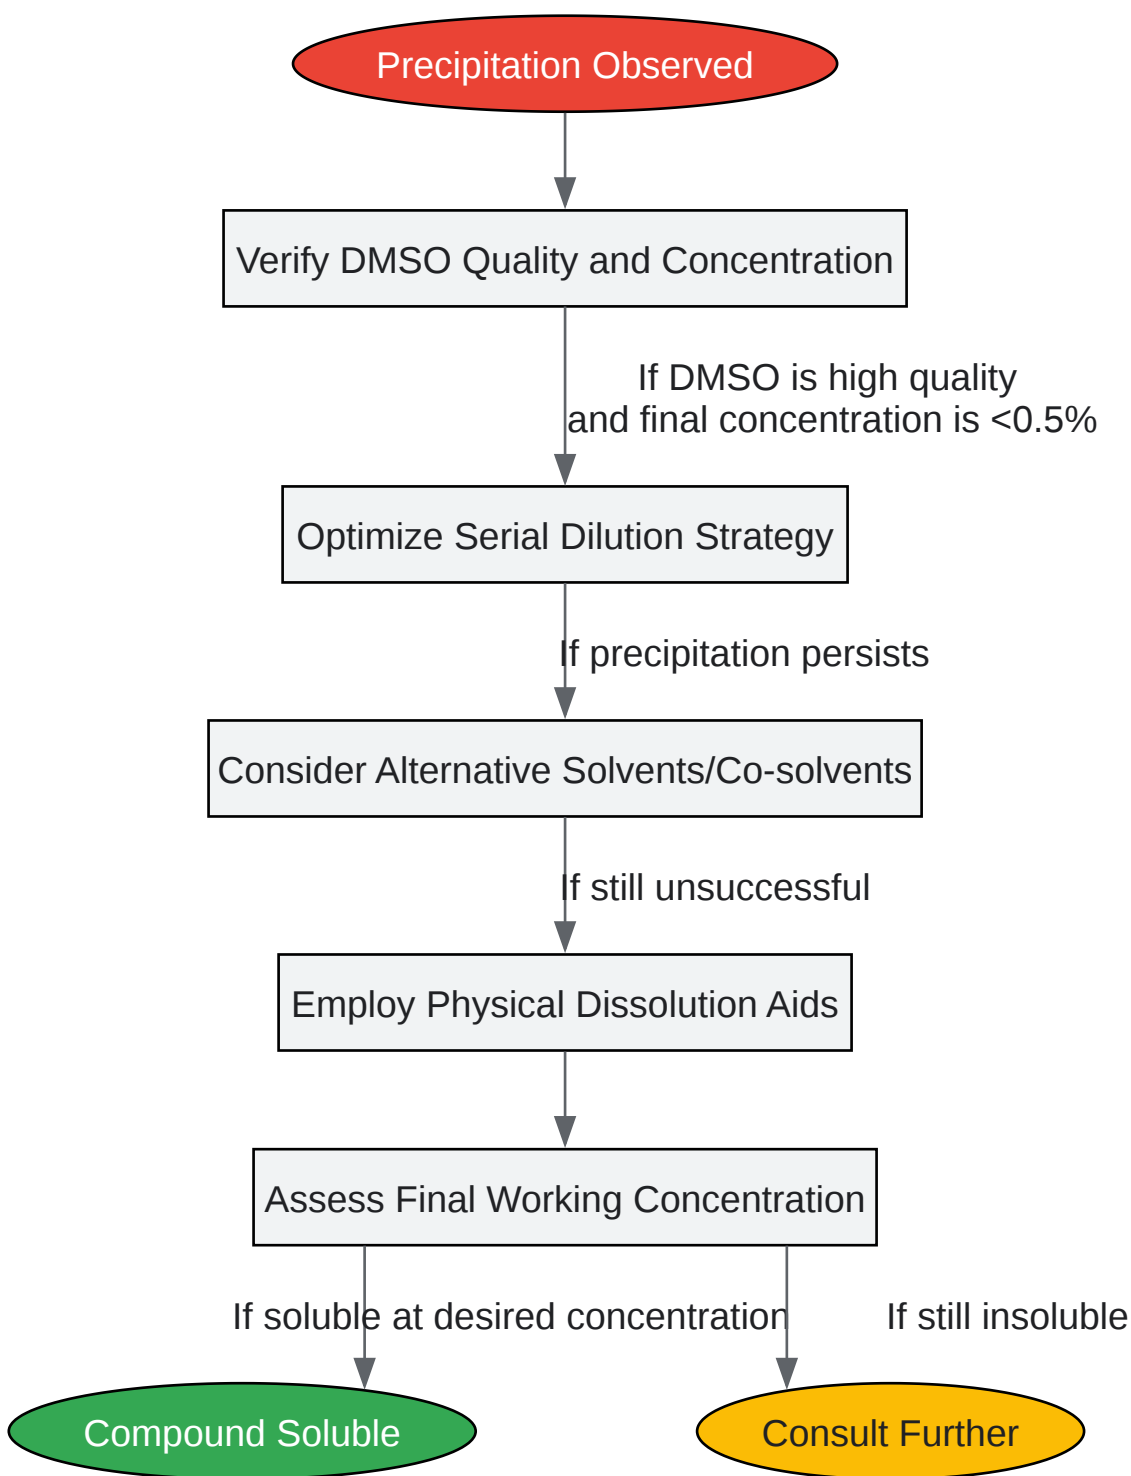 Precipitation Observed
Verify DMSO Quality and Concentration
If DMSO is high quality
and final concentration is <0.5%
Optimize Serial Dilution Strategy
If precipitation persists
Consider Alternative Solvents/Co-solvents
If still unsuccessful
Employ Physical Dissolution Aids
Assess Final Working Concentration
If soluble at desired concentration
If still insoluble
Compound Soluble
Consult Further